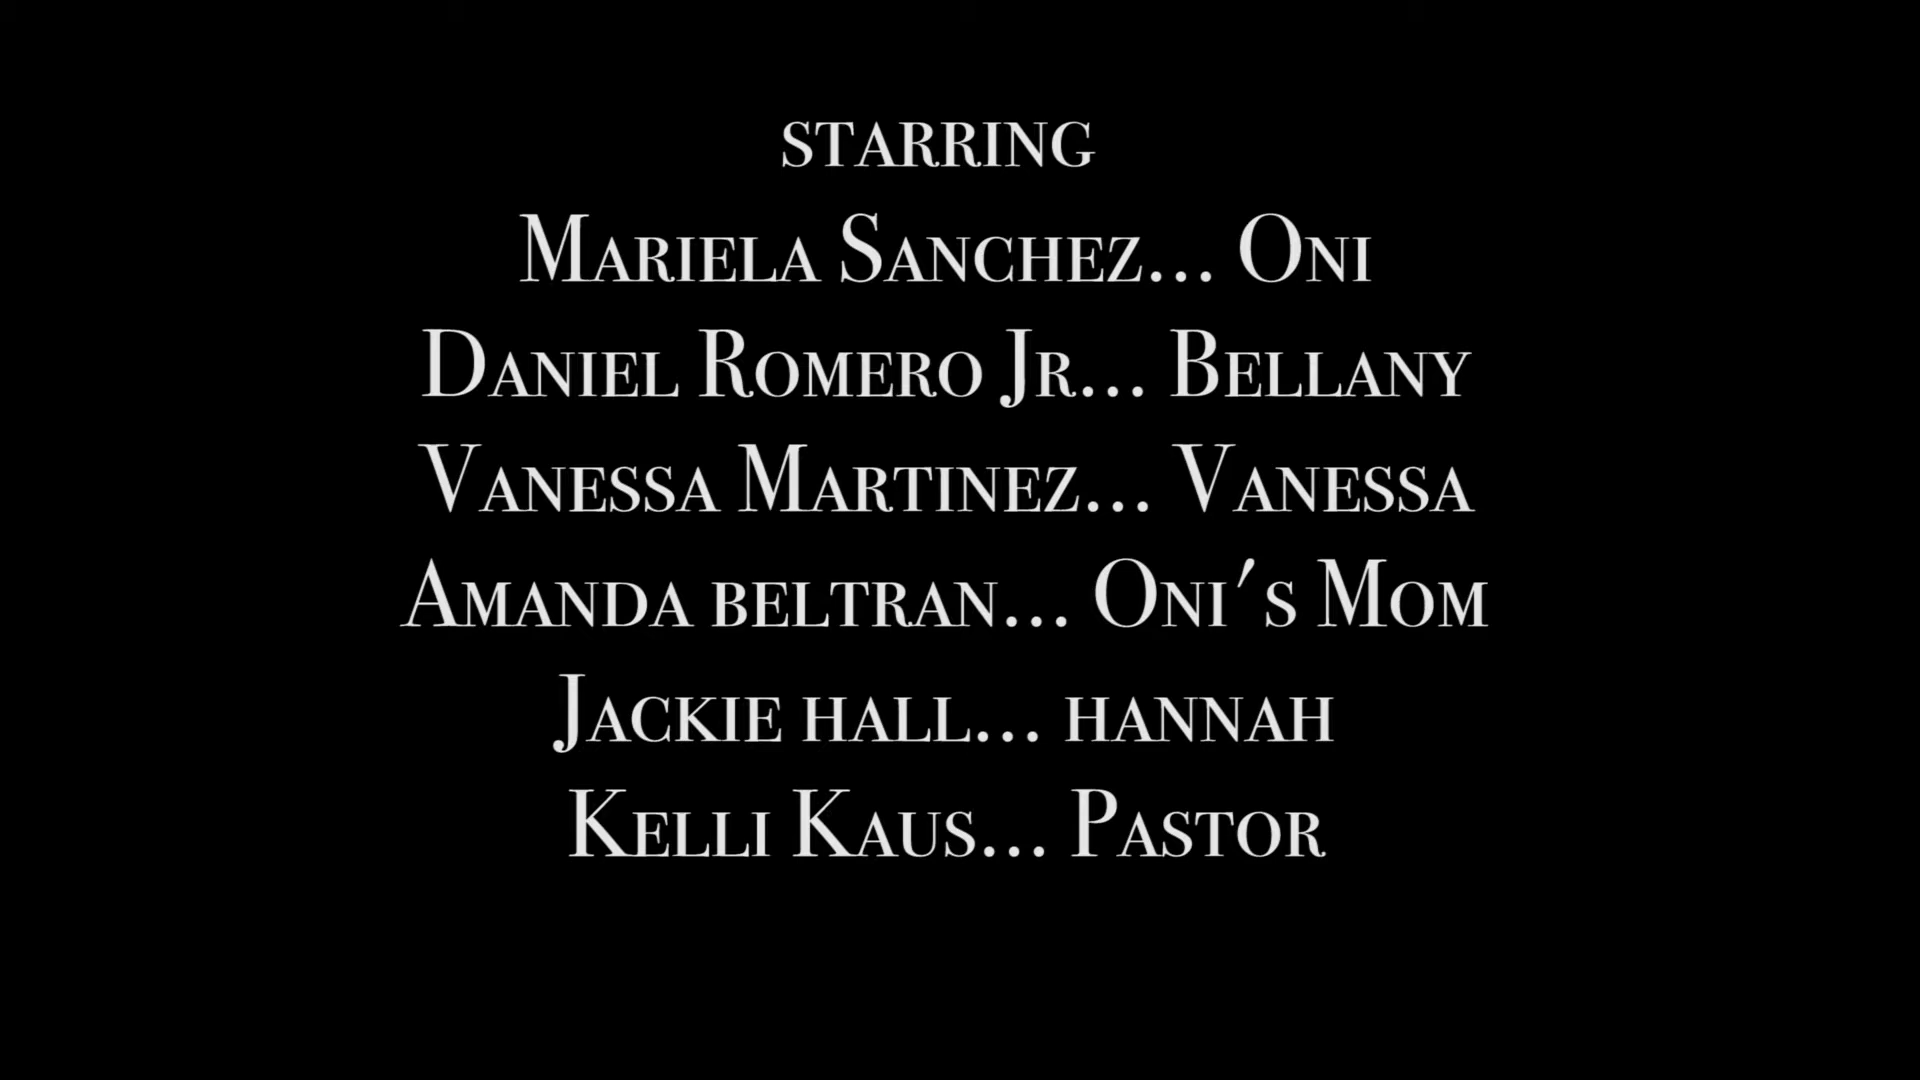 STARRING
MARIELA SANCHEZ... ONI
DANIEL ROMERO JR... BELLANY
VANESSA MARTINEZ... VANESSA
AMANDA BELTRAN... ONI'S MOM
JACKIE HALL... HANNAH
KELLI KAUS... PASTOR